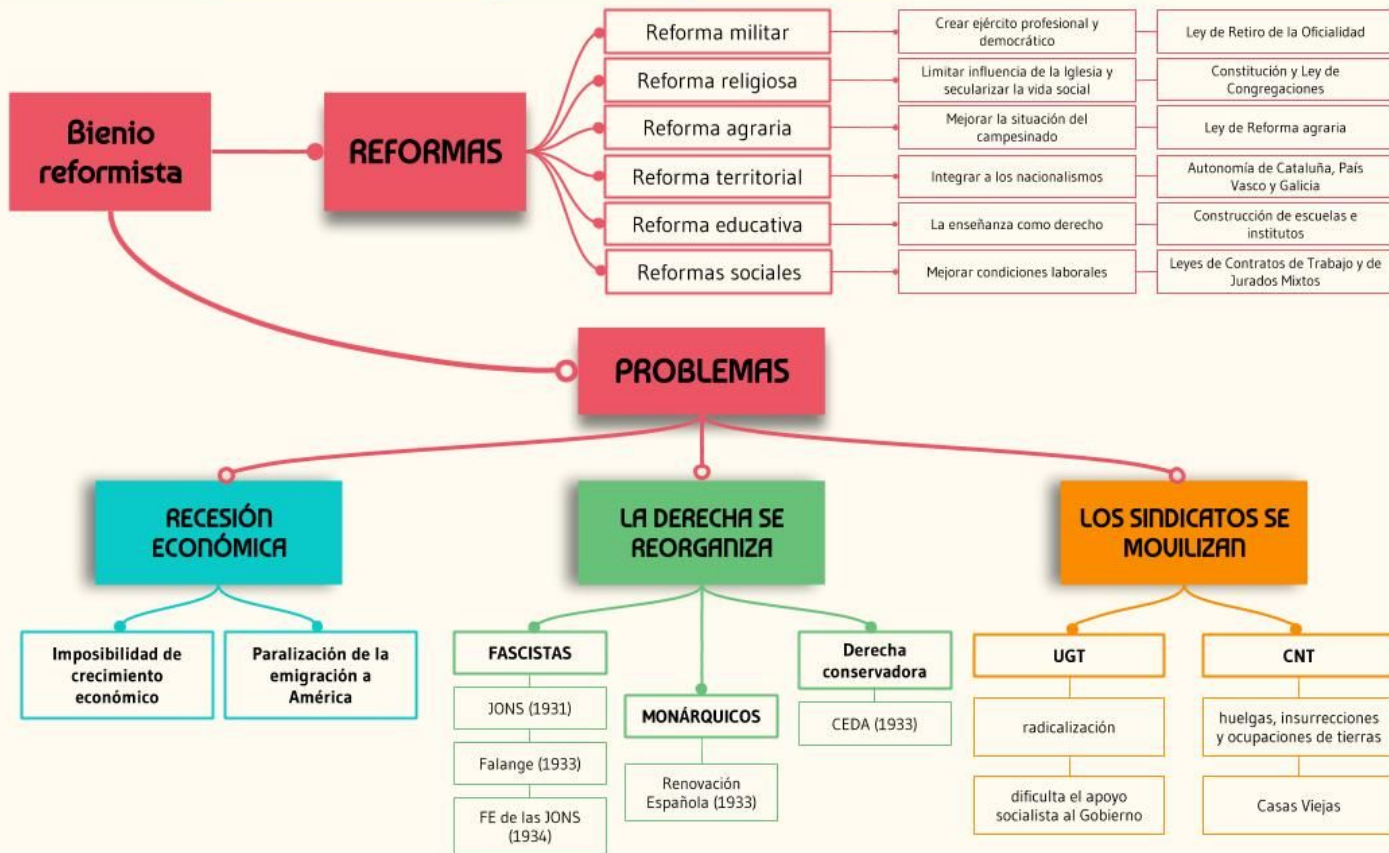 Bienio
reformista
REFORMAS
Reforma militar
Crear ejército profesional y
democrático
Ley de Retiro de la Oficialidad
Reforma religiosa
Limitar influencia de la Iglesia y
secularizar la vida social
Constitución y Ley de
Congregaciones
Reforma agraria
Mejorar la situación del
campesinado
Ley de Reforma agraria
Reforma territorial
Integrar a los nacionalismos
Autonomía de Cataluña, País
Vasco y Galicia
Reforma educativa
La enseñanza como derecho
Construcción de escuelas e
institutos
Reformas sociales
Mejorar condiciones laborales
Leyes de Contratos de Trabajo y de
Jurados Mixtos
PROBLEMAS
RECESIÓN
ECONÓMICA
Imposibilidad de
crecimiento
económico
Paralización de la
emigración a
América
LA DERECHA SE
REORGANIZA
FASCISTAS
JONS (1931)
Falange (1933)
FE de las JONS
(1934)
MONÁRQUICOS
Renovación
Española (1933)
Derecha
conservadora
CEDA (1933)
LOS SINDICATOS SE
MOVILIZAN
UGT
radicalización
dificulta el apoyo
socialista al Gobierno
CNT
huelgas, insurrecciones
y ocupaciones de tierras
Casas Viejas